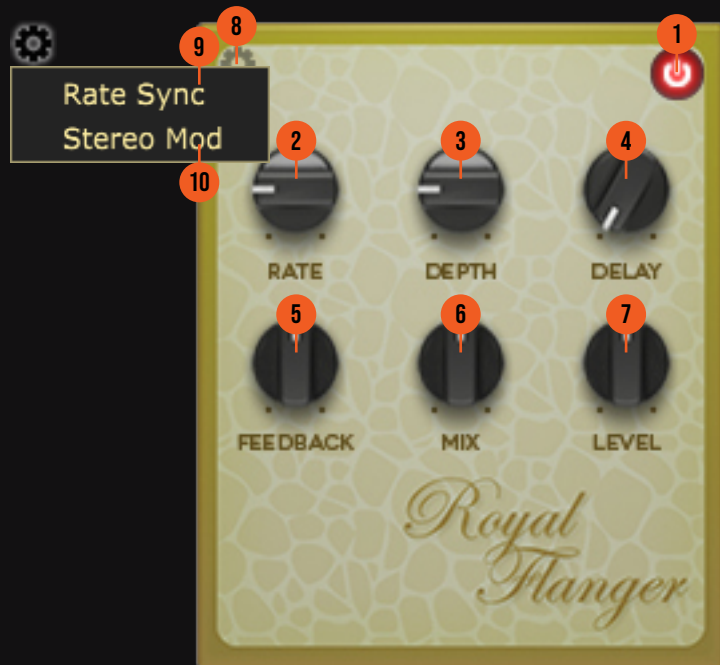 8
1
9
Rate Sync
Stereo Mod
10
2
3
4
RATE
DEPTH
DELAY
5
6
7
FEEDBACK
MIX
LEVEL
Royal
Flanger